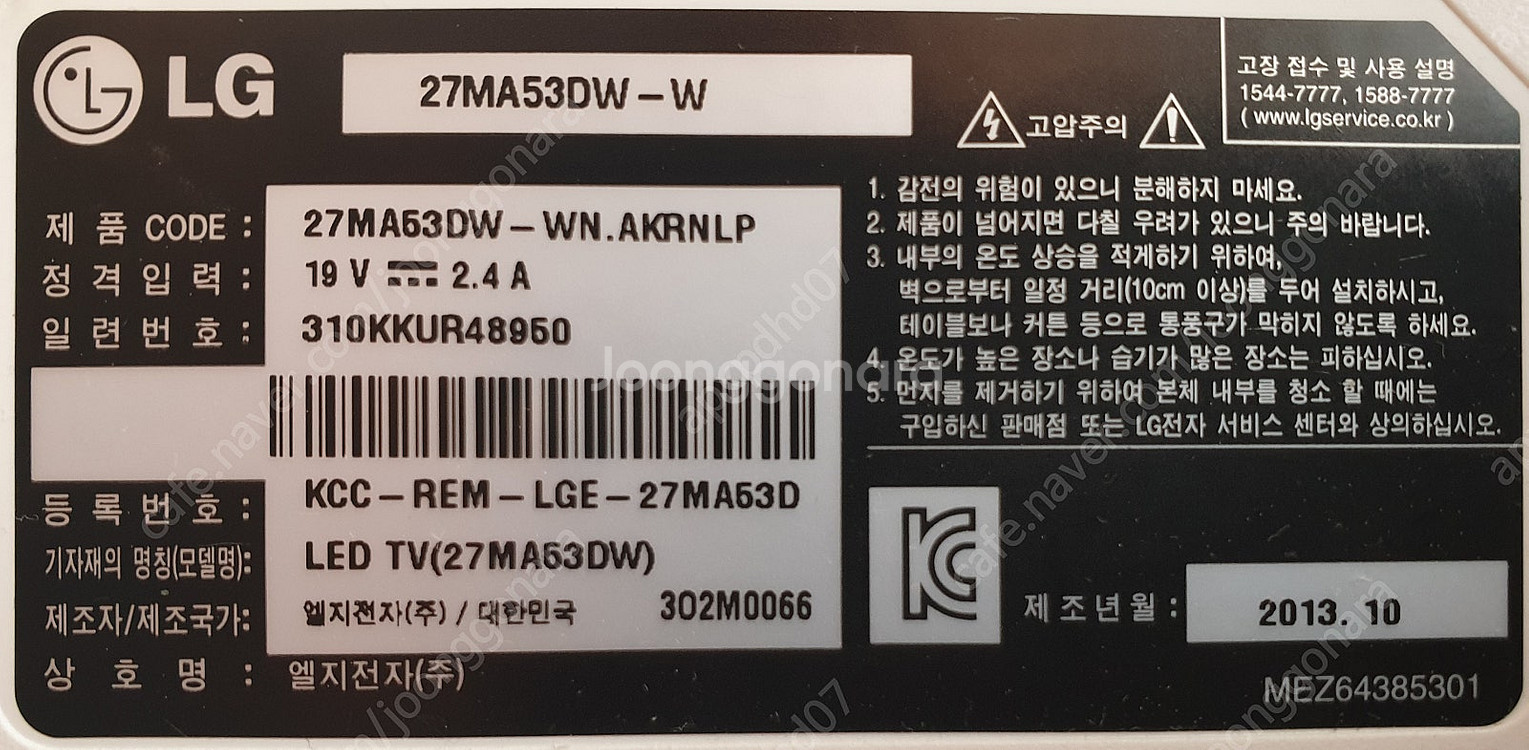 LG
27MA53DW-W
고압주의
고장 접수 및 사용 설명
1544-7777, 1588-7777
( www.lgservice.co.kr )
제 품 CODE : 27MA53DW-WN.AKRNLP
정 격 입 력 : 19 V 2.4 A
일 련 번 호 : 310KKUR48950
등 록 번 호 : KCC-REM-LGE-27MA53D
기자재의 명칭(모델명): LED TV(27MA53DW)
제조자/제조국가: 엘지전자(주) / 대한민국 302M0066
상 호 명 : 엘지전자(주)
1. 감전의 위험이 있으니 분해하지 마세요.
2. 제품이 넘어지면 다칠 우려가 있으니 주의 바랍니다.
3. 내부의 온도 상승을 적게하기 위하여,
벽으로부터 일정 거리(10cm 이상)를 두어 설치하시고,
테이블보나 커튼 등으로 통풍구가 막히지 않도록 하세요.
4. 온도가 높은 장소나 습기가 많은 장소는 피하십시오.
5. 먼지를 제거하기 위하여 본체 내부를 청소 할 때에는
구입하신 판매점 또는 LG전자 서비스 센터와 상의하십시오.
제 조 년 월 : 2013. 10
MEZ64385301
Joonggonara
cafe.naver.com/joonggonara